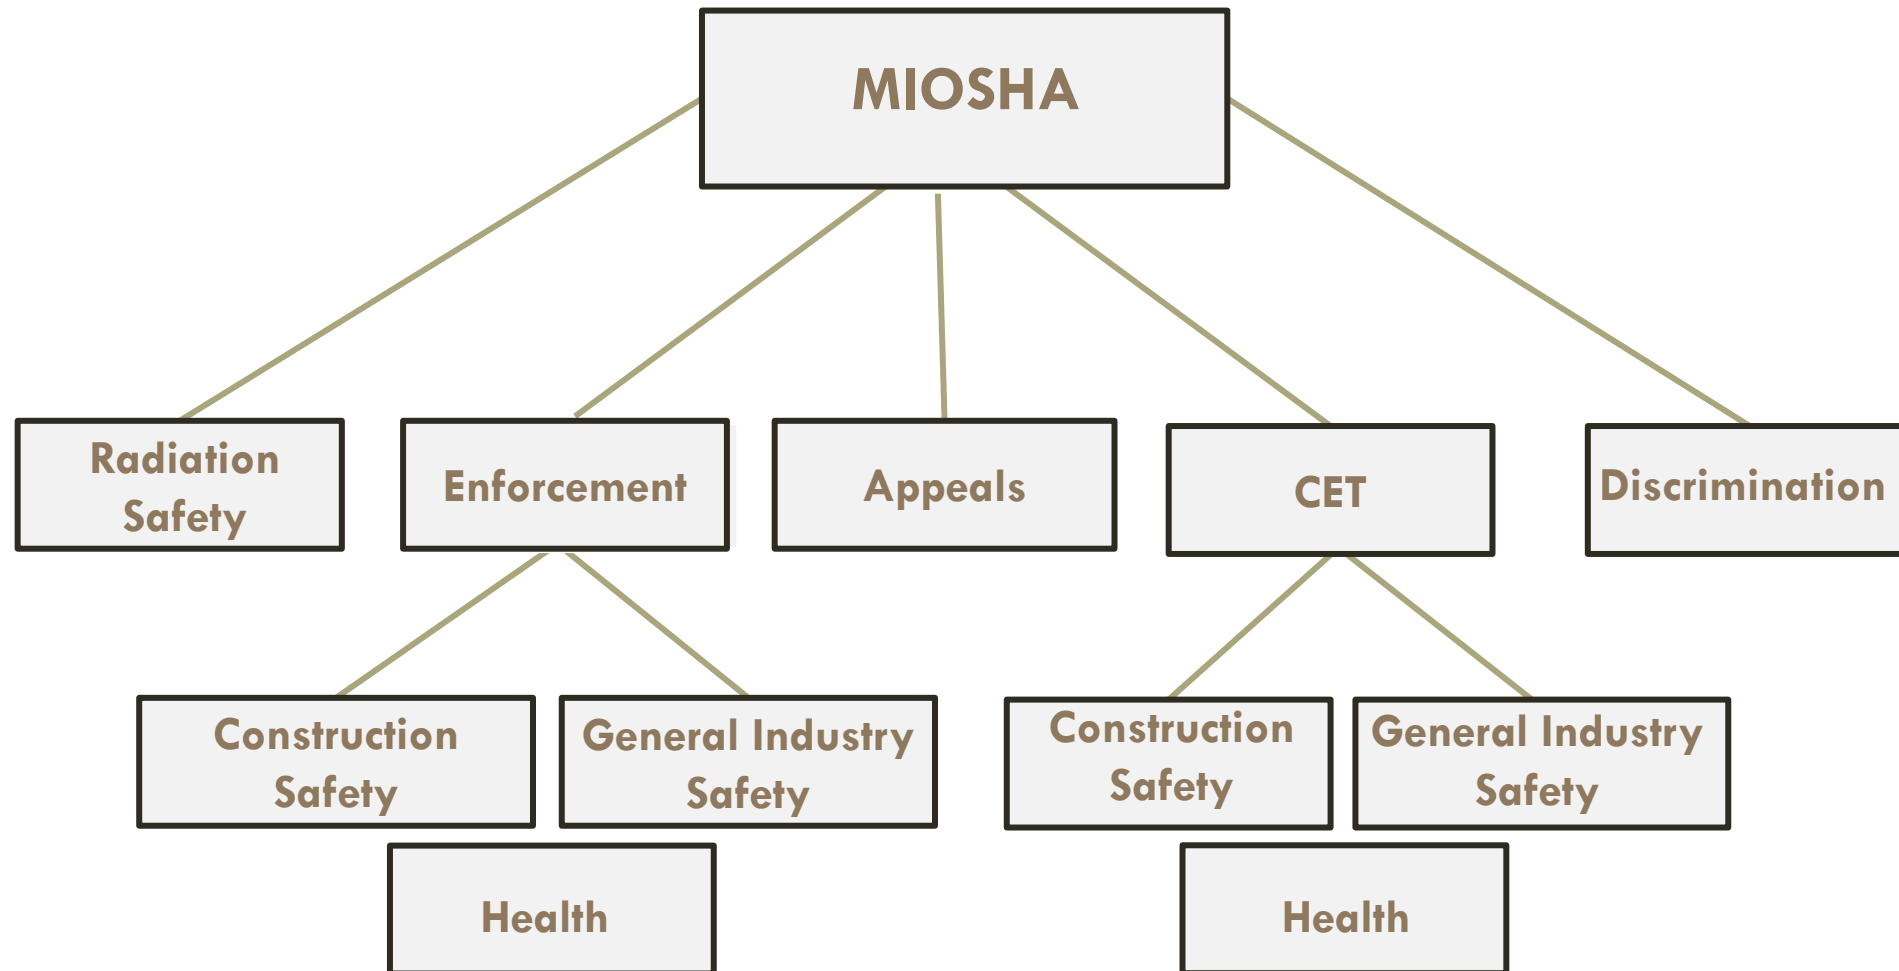 MIOSHA
Radiation
Safety
Enforcement
Appeals
CET
Discrimination
Construction
Safety
General Industry
Safety
Construction
Safety
General Industry
Safety
Health
Health